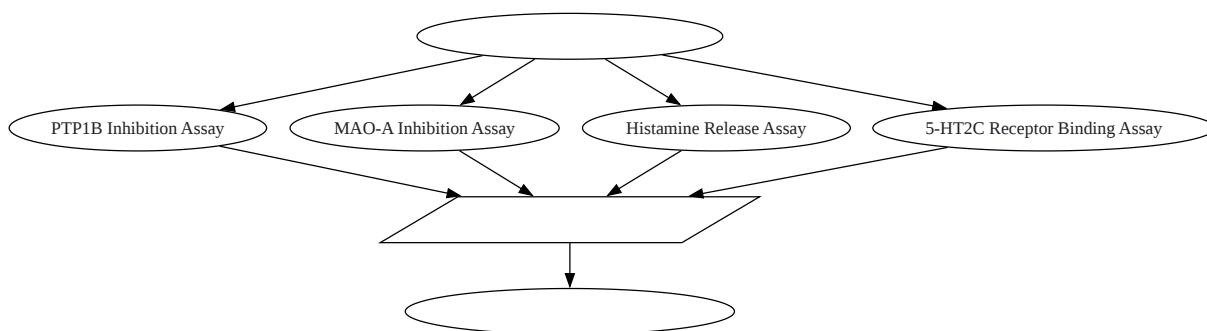 PTP1B Inhibition Assay
MAO-A Inhibition Assay
Histamine Release Assay
5-HT2C Receptor Binding Assay